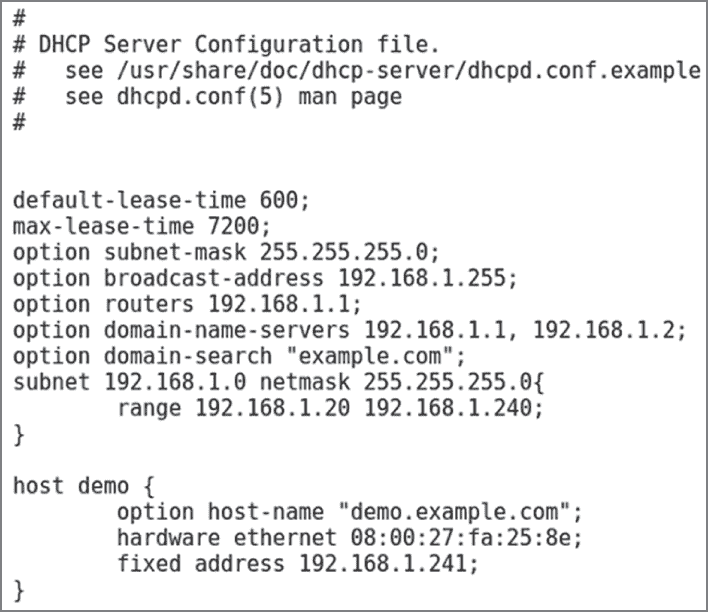 #
# DHCP Server Configuration file.
#   see /usr/share/doc/dhcp-server/dhcpd.conf.example
#   see dhcpd.conf(5) man page
#
default-lease-time 600;
max-lease-time 7200;
option subnet-mask 255.255.255.0;
option broadcast-address 192.168.1.255;
option routers 192.168.1.1;
option domain-name-servers 192.168.1.1, 192.168.1.2;
option domain-search "example.com";
subnet 192.168.1.0 netmask 255.255.255.0{
        range 192.168.1.20 192.168.1.240;
}
host demo {
        option host-name "demo.example.com";
        hardware ethernet 08:00:27:fa:25:8e;
        fixed address 192.168.1.241;
}